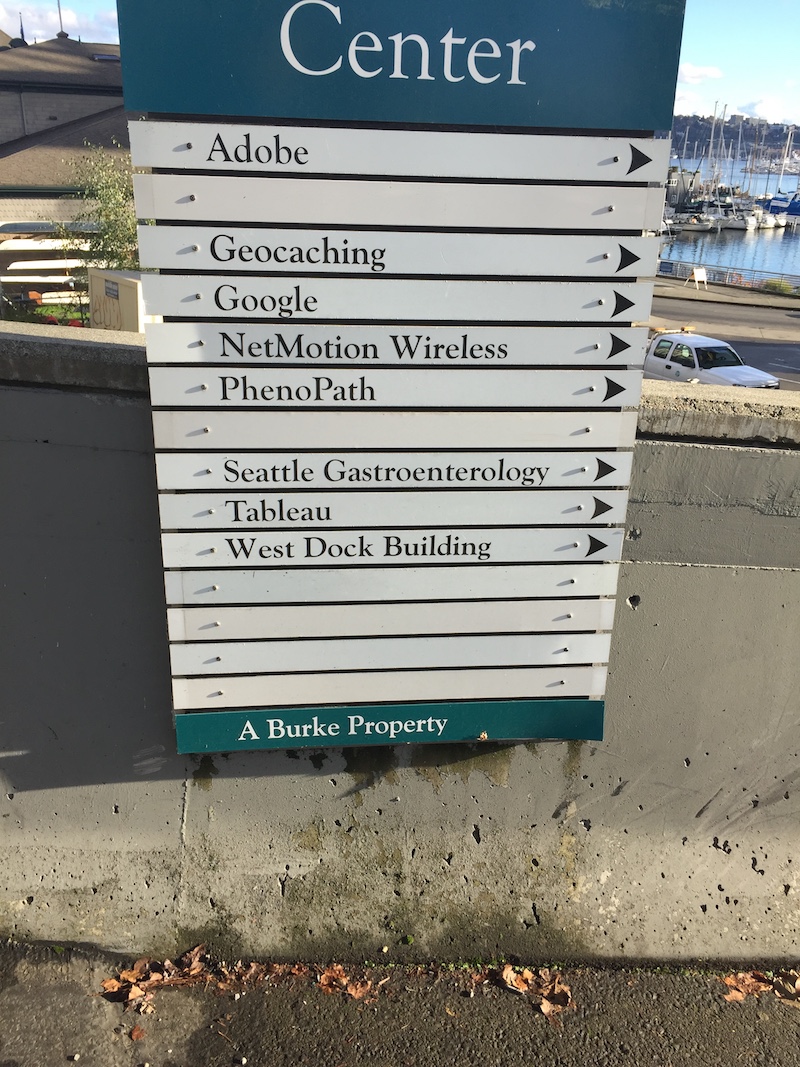 Center
Adobe
Geocaching
Google
NetMotion Wireless
PhenoPath
Seattle Gastroenterology
Tableau
West Dock Building
A Burke Property